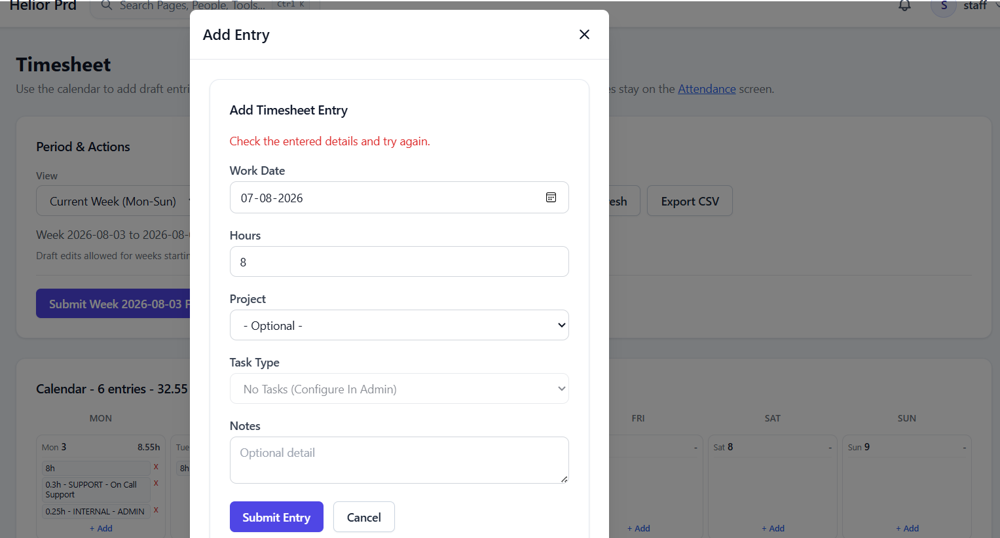 Helior Prd
Search Pages, People, Tools...
Ctrl K
S
staff
Add Entry
Timesheet
Use the calendar to add draft entri
es stay on the Attendance screen.
Period & Actions
View
Current Week (Mon-Sun)
esh
Export CSV
Week 2026-08-03 to 2026-08-
Draft edits allowed for weeks startin
Submit Week 2026-08-03 F
Add Timesheet Entry
Check the entered details and try again.
Work Date
07-08-2026
Hours
8
Project
- Optional -
Task Type
No Tasks (Configure In Admin)
Notes
Optional detail
Submit Entry
Cancel
Calendar - 6 entries - 32.55
MON
FRI
SAT
SUN
Mon 3
8.55h
Tue
-
Sat 8
-
Sun 9
-
8h
X
8h
0.3h - SUPPORT - On Call
Support
X
0.25h - INTERNAL - ADMIN
X
+ Add
+ Add
+ Add
+ Add